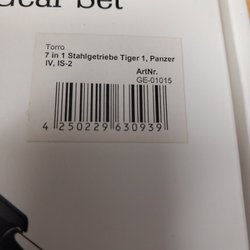 Gear Set
Torro
7 in 1 Stahlgetriebe Tiger 1, Panzer
IV, IS-2
ArtNr.
GE-01015
4 250229 630939